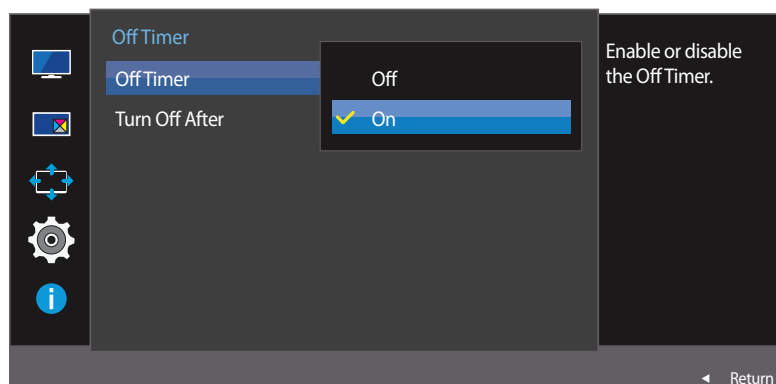 Off Timer
Off Timer
Turn Off After
Off
On
Enable or disable
the Off Timer.
Return